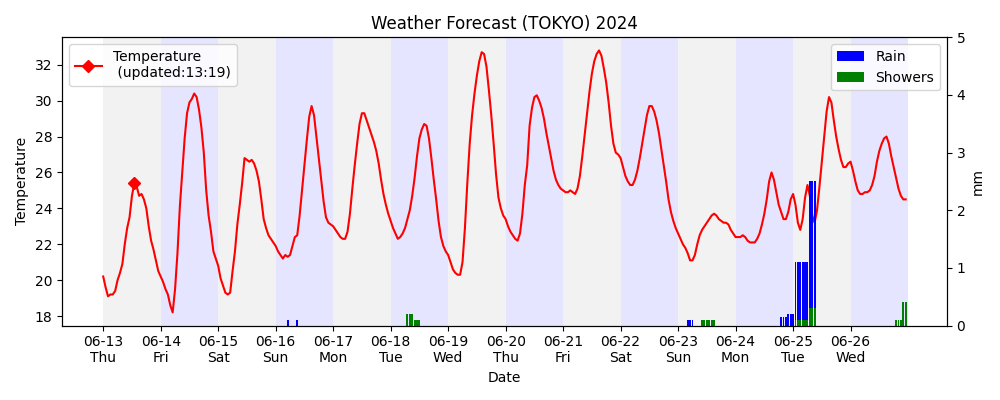 Weather Forecast (TOKYO) 2024
Temperature
(updated:13:19)
Rain
Showers
Temperature
32
30
28
26
24
22
20
18
5
4
3
2
1
0
mm
06-13 06-14 06-15 06-16 06-17 06-18 06-19 06-20 06-21 06-22 06-23 06-24 06-25 06-26
Thu Fri Sat Sun Mon Tue Wed Thu Fri Sat Sun Mon Tue Wed
Date